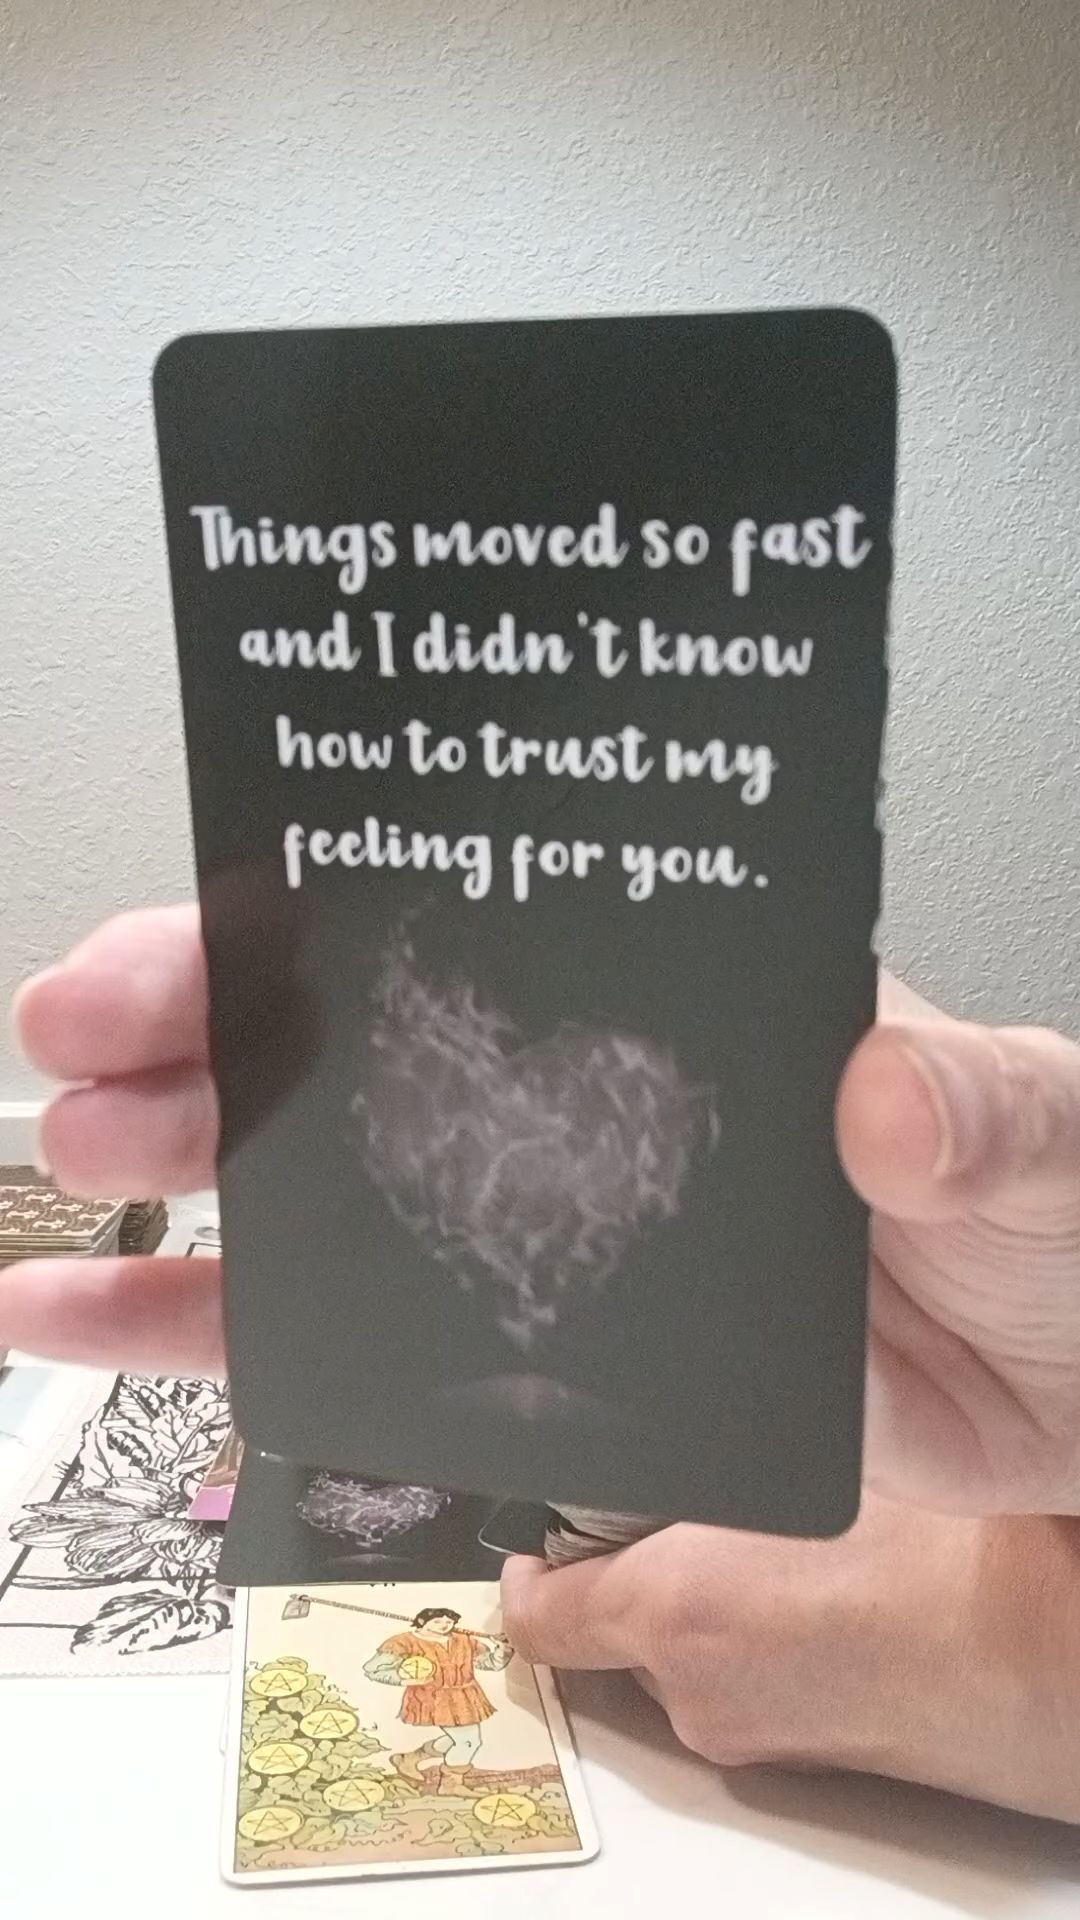 Things moved so fast
and I didn't know
how to trust my
feeling for you.